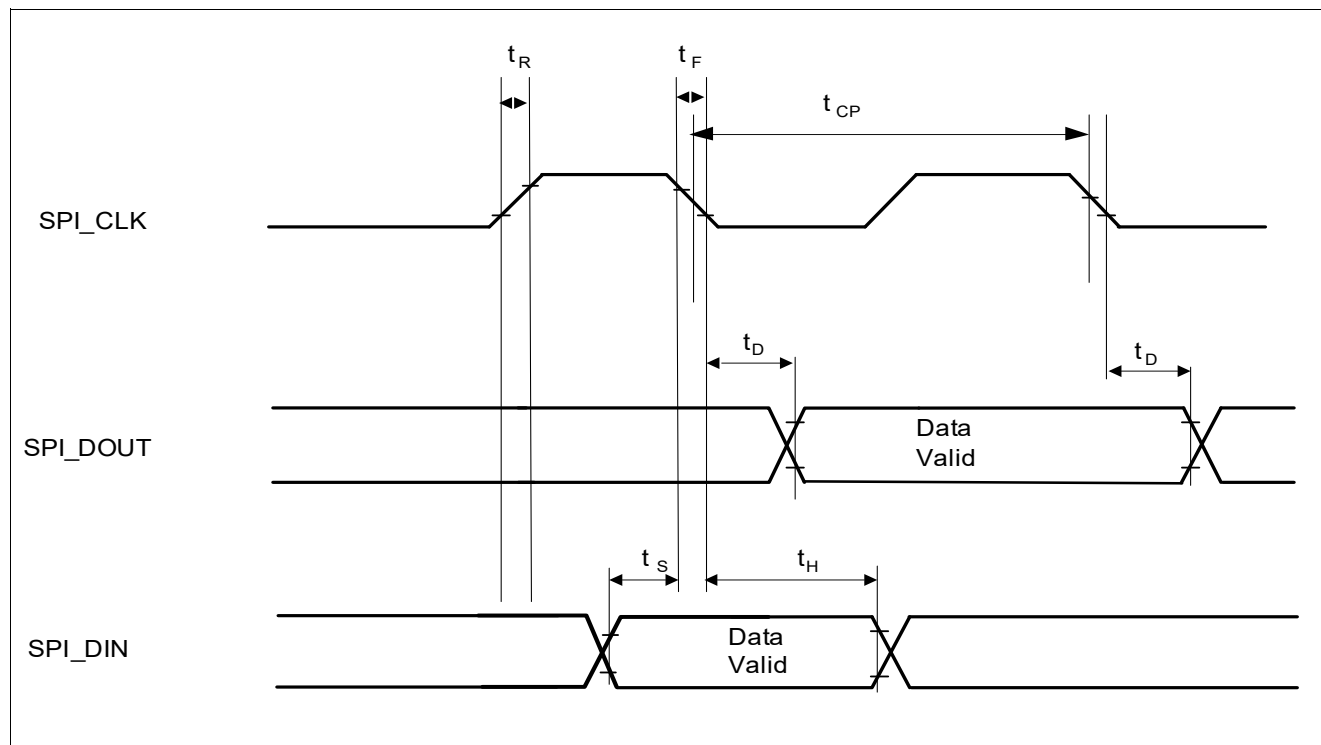 t R
t F
t CP
SPI_CLK
t D
t D
SPI_DOUT
Data
Valid
t S
t H
SPI_DIN
Data
Valid